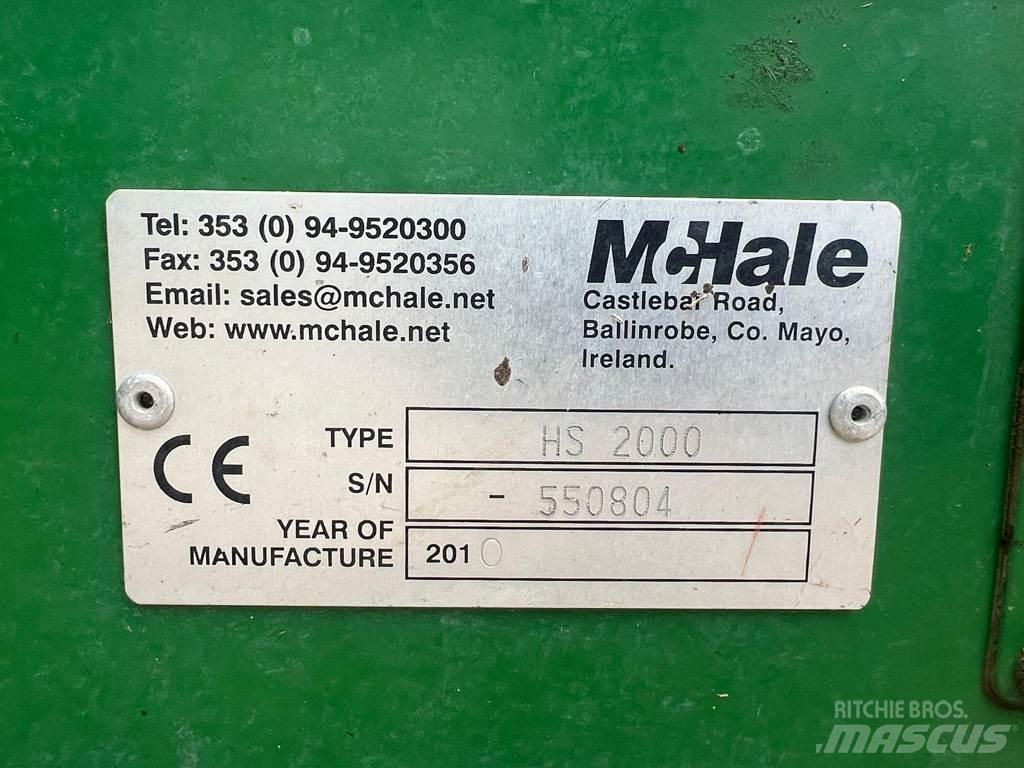 Tel: 353 (0) 94-9520300
Fax: 353 (0) 94-9520356
Email: sales@mchale.net
Web: www.mchale.net
McHale
Castlebar Road,
Ballinrobe, Co. Mayo,
Ireland.
CE
TYPE HS 2000
S/N - 550804
YEAR OF
MANUFACTURE 2010
RITCHIE BROS.
MASCUS